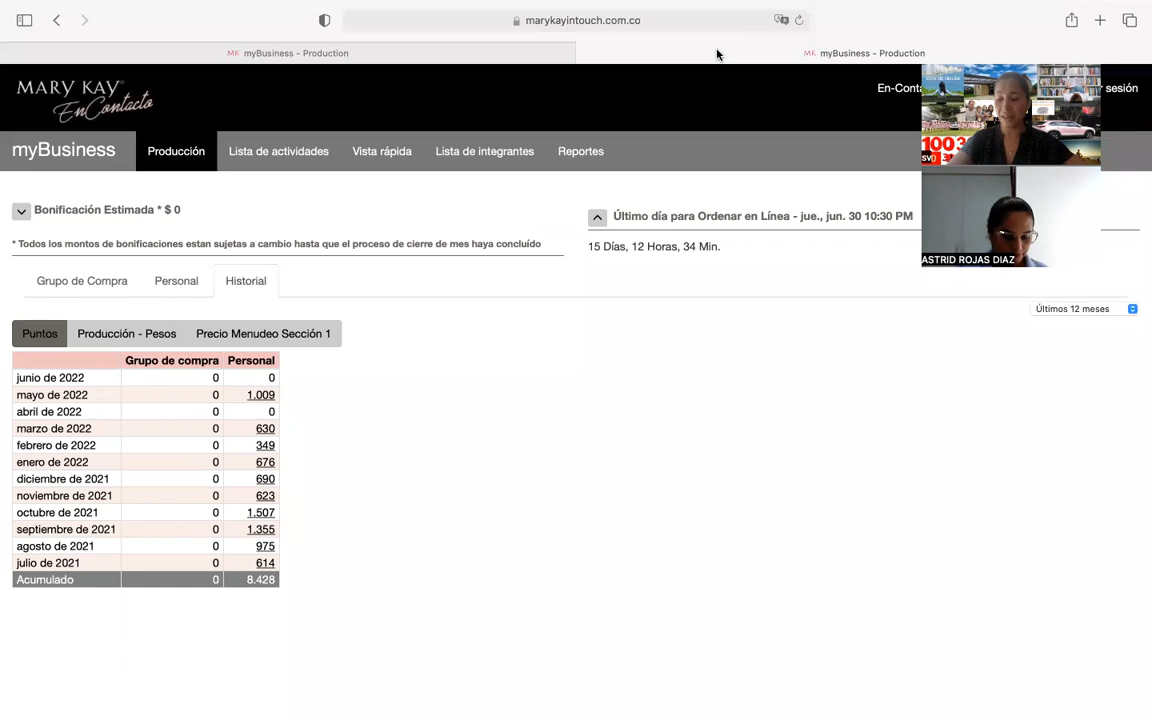 marykayintouch.com.co
MK myBusiness - Production
MK myBusiness - Production
MARY KAY
EnContacto
En-Conta
sesión
myBusiness
Producción
Lista de actividades
Vista rápida
Lista de integrantes
Reportes
100
ASTRID ROJAS DIAZ
Bonificación Estimada * $ 0
* Todos los montos de bonificaciones estan sujetas a cambio hasta que el proceso de cierre de mes haya concluído
Último día para Ordenar en Línea - jue., jun. 30 10:30 PM
15 Días, 12 Horas, 34 Min.
Grupo de Compra
Personal
Historial
Últimos 12 meses
Puntos
Producción - Pesos
Precio Menudeo Sección 1
Grupo de compra Personal
junio de 2022 0 0
mayo de 2022 0 1.009
abril de 2022 0 0
marzo de 2022 0 630
febrero de 2022 0 349
enero de 2022 0 676
diciembre de 2021 0 690
noviembre de 2021 0 623
octubre de 2021 0 1.507
septiembre de 2021 0 1.355
agosto de 2021 0 975
julio de 2021 0 614
Acumulado 0 8.428